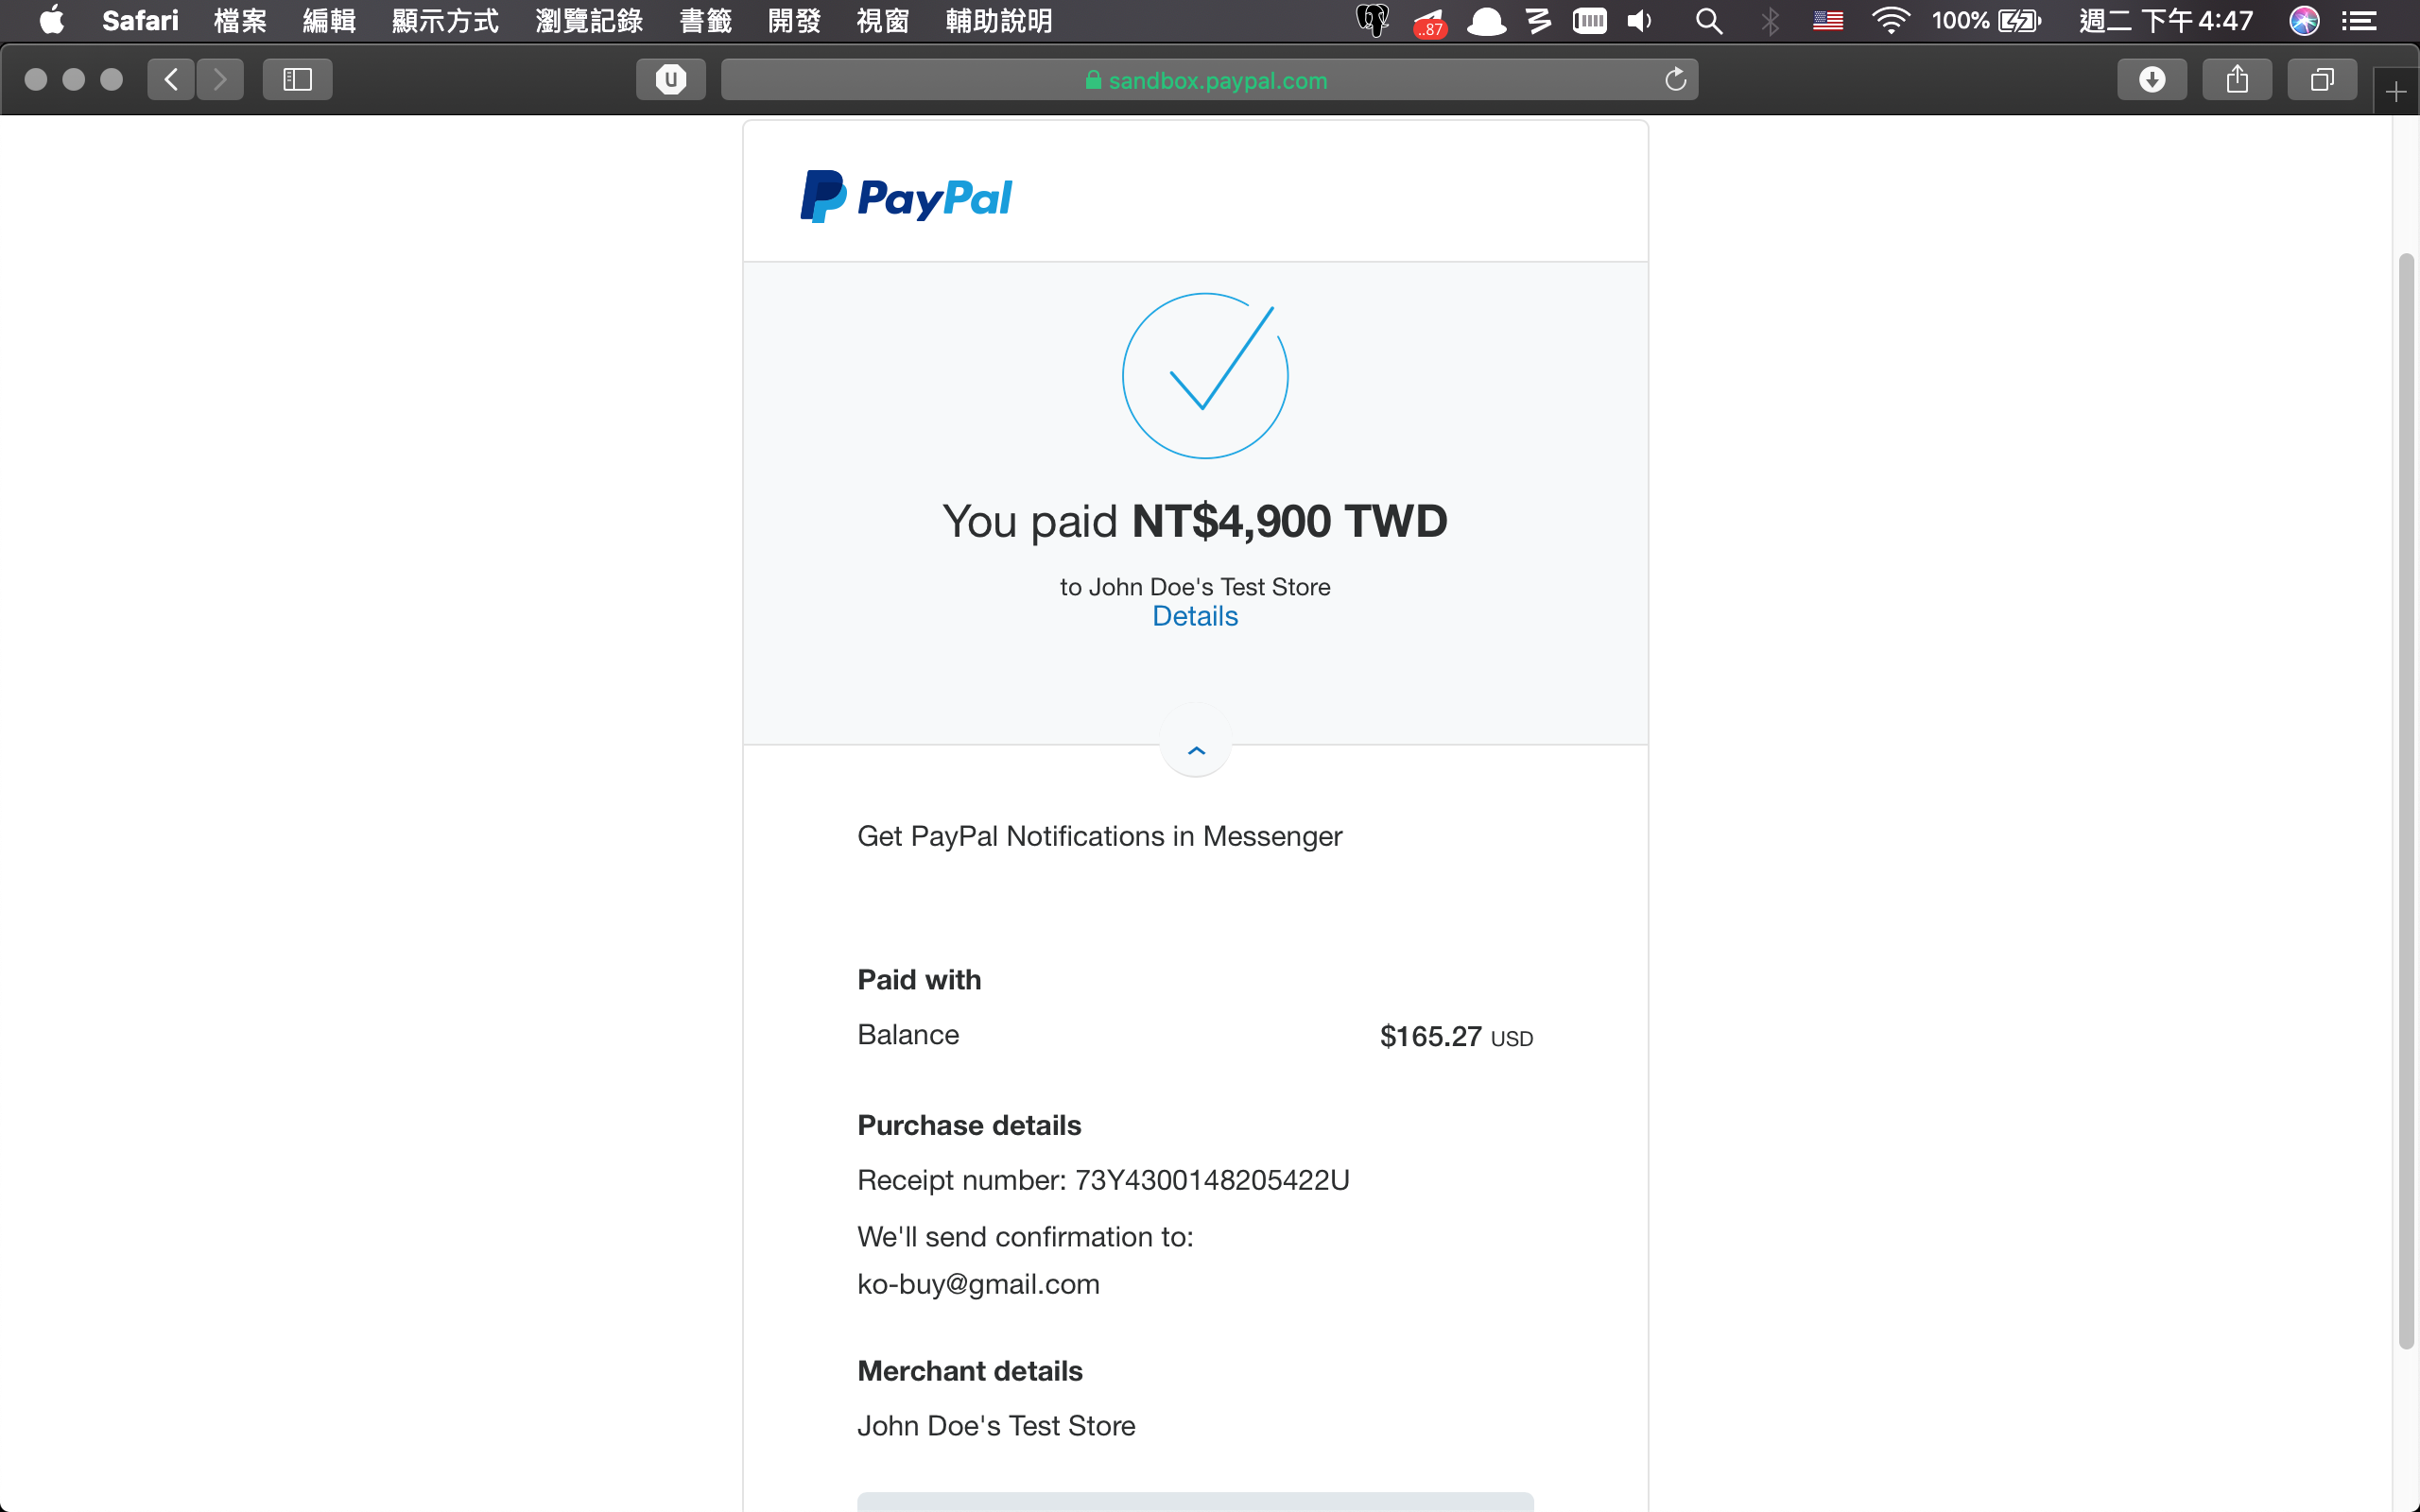 Safari 檔案 編輯 顯示方式 瀏覽記錄 書籤 開發 視窗 輔助說明 ..87 100% 週二 下午 4:47
U sandbox.paypal.com
PayPal
You paid NT$4,900 TWD
to John Doe's Test Store
Details
Get PayPal Notifications in Messenger
Paid with
Balance $165.27 USD
Purchase details
Receipt number: 73Y4300148205422U
We'll send confirmation to:
ko-buy@gmail.com
Merchant details
John Doe's Test Store